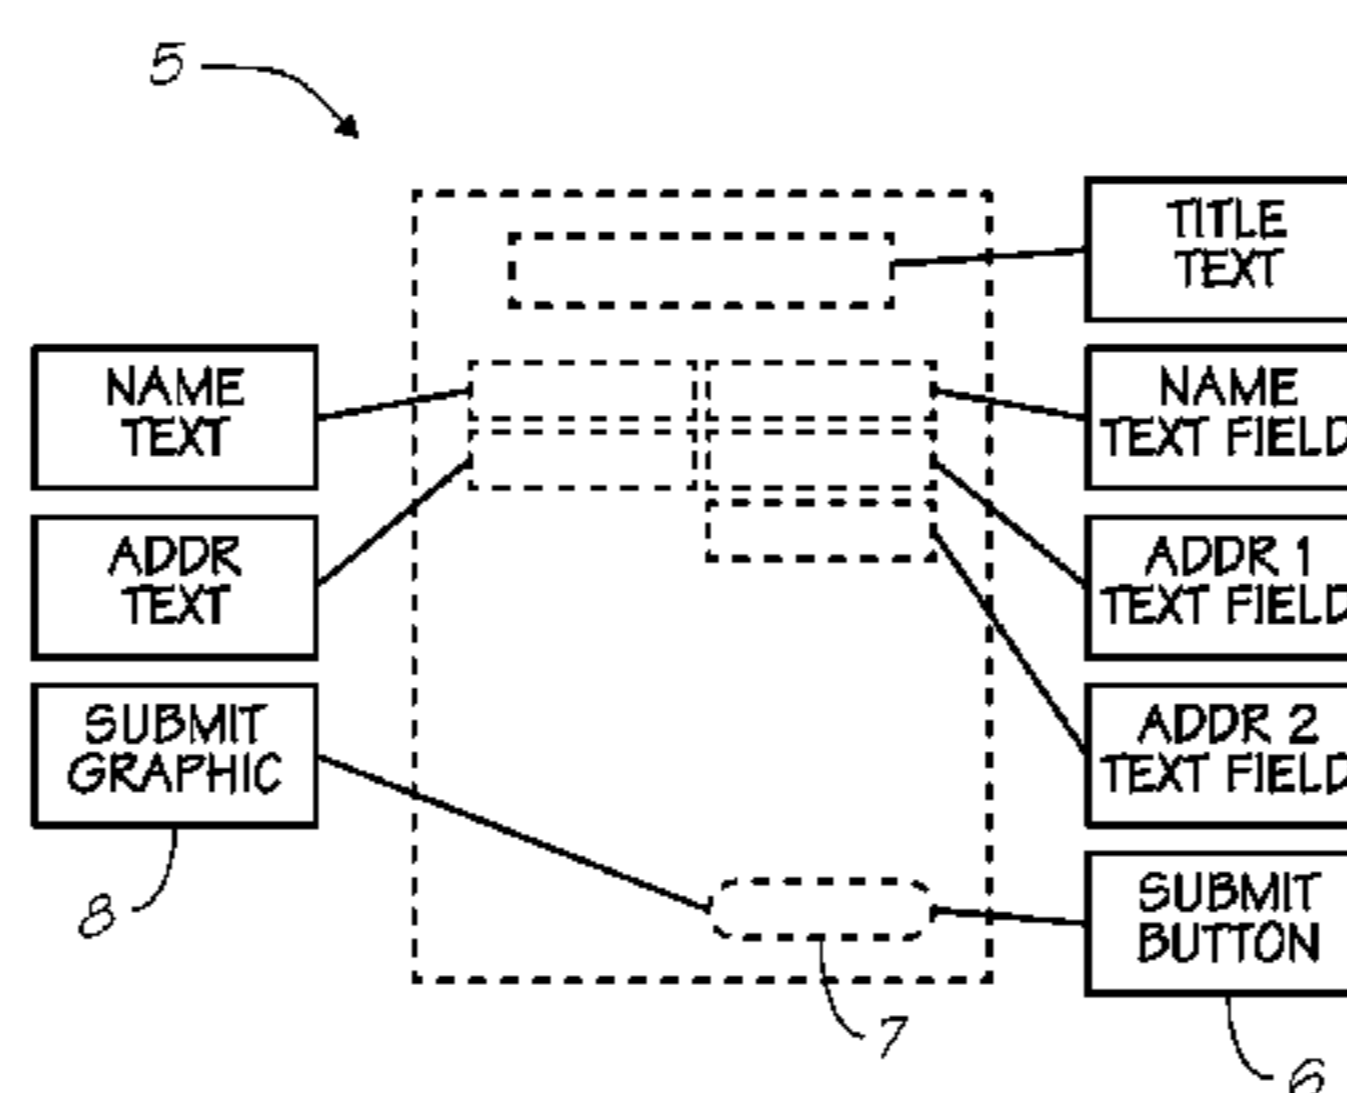 5
TITLE
TEXT
NAME
TEXT
NAME
TEXT FIELD
ADDR
TEXT
ADDR 1
TEXT FIELD
SUBMIT
GRAPHIC
ADDR 2
TEXT FIELD
8
SUBMIT
BUTTON
7
6